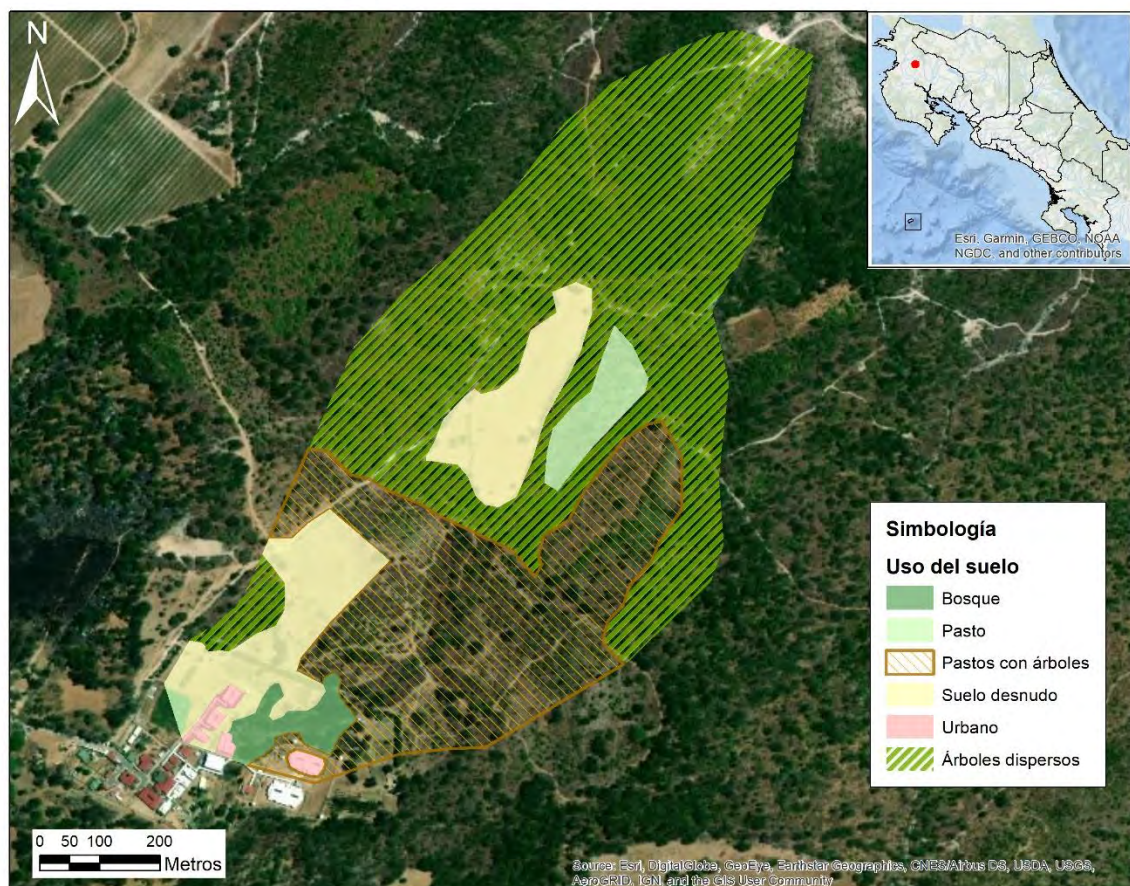 N
Esri, Garmin, GEBCO, NOAA
NGDC, and other contributors
Simbología
Uso del suelo
Bosque
Pasto
Pastos con árboles
Suelo desnudo
Urbano
Árboles dispersos
0 50 100 200
Metros
Source: Esri, DigitalGlobe, GeoEye, Earthstar Geographics, CNES/Airbus DS, USDA, USGS,
AeroGRID, IGN, and the GIS User Community